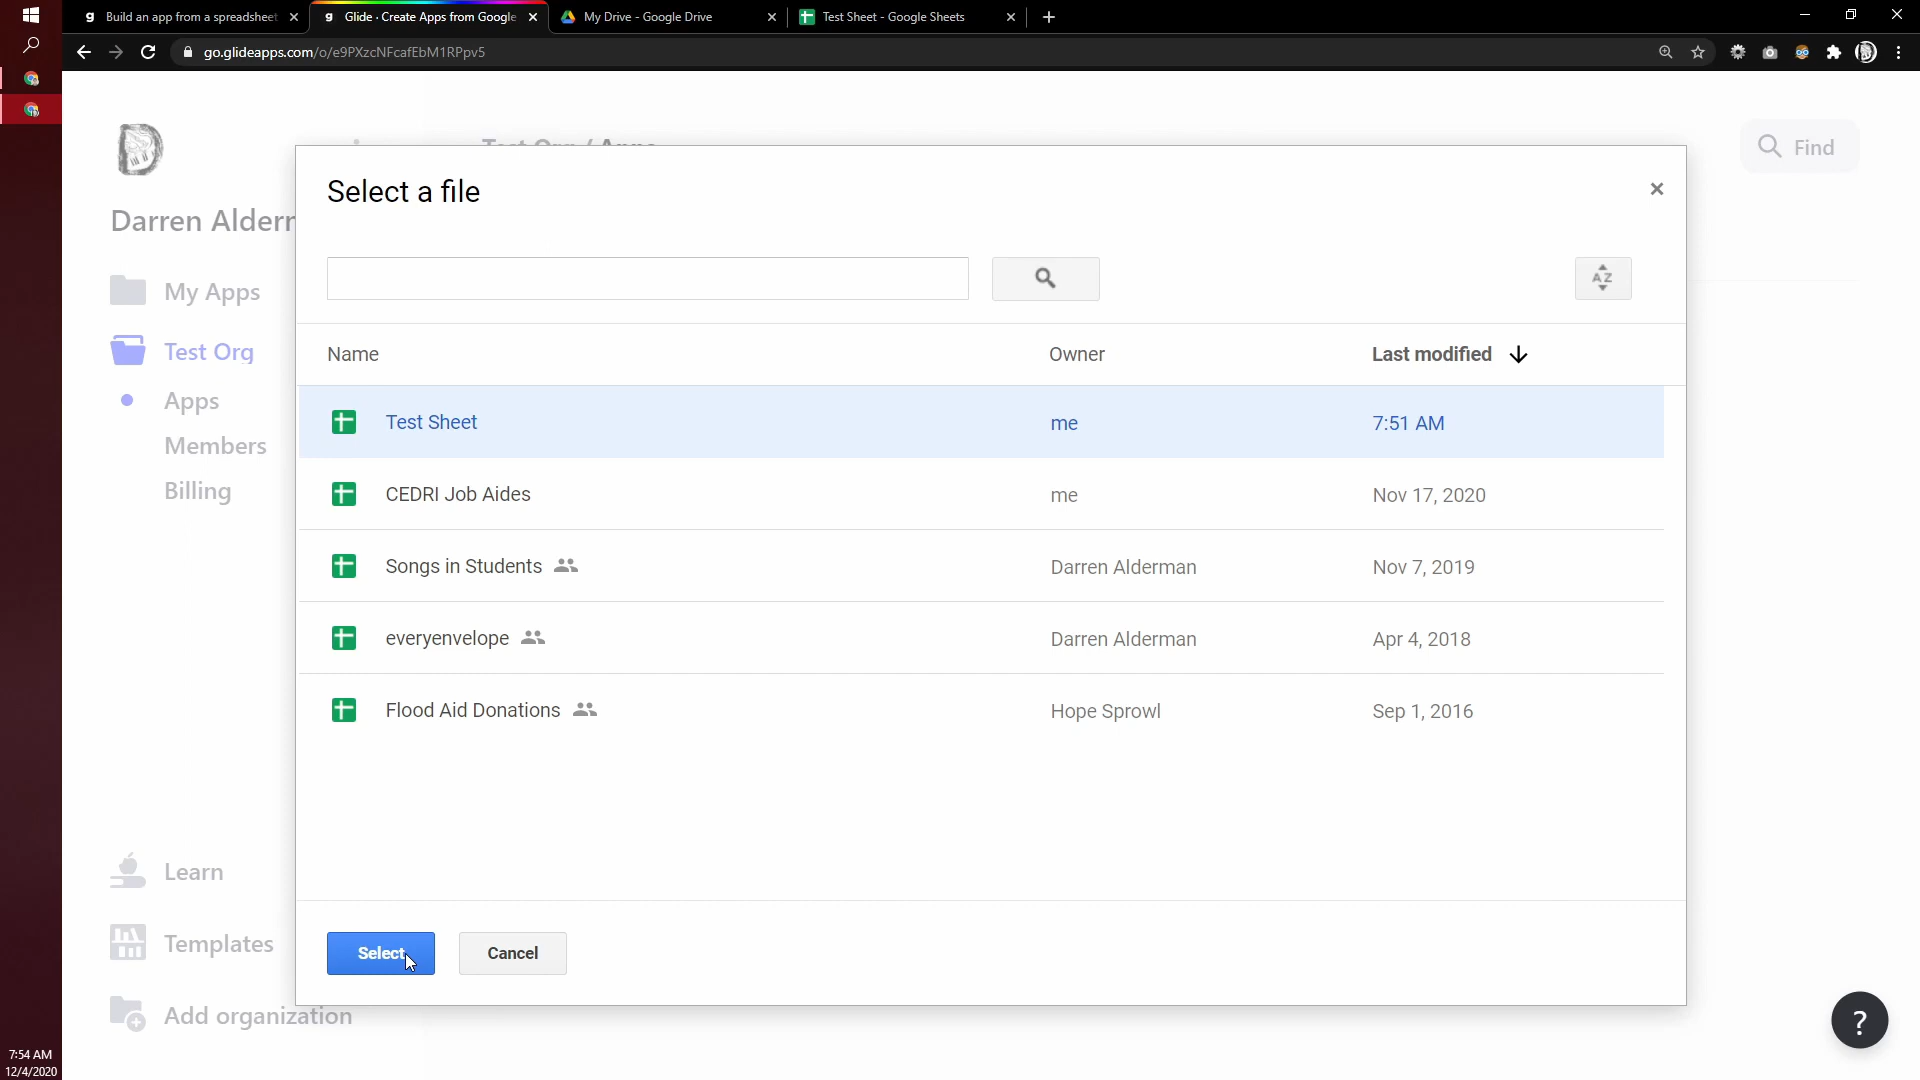 Build an app from a spreadsheet
Glide · Create Apps from Google
My Drive - Google Drive
Test Sheet - Google Sheets
go.glideapps.com/o/e9PXzcNFcafEbM1RPpv5
Find
Darren Alderr
My Apps
Test Org
Apps
Members
Billing
Learn
Templates
Add organization
Select a file
Name Owner Last modified
Test Sheet me 7:51 AM
CEDRI Job Aides me Nov 17, 2020
Songs in Students Darren Alderman Nov 7, 2019
everyenvelope Darren Alderman Apr 4, 2018
Flood Aid Donations Hope Sprowl Sep 1, 2016
Select Cancel
?
7:54 AM
12/4/2020